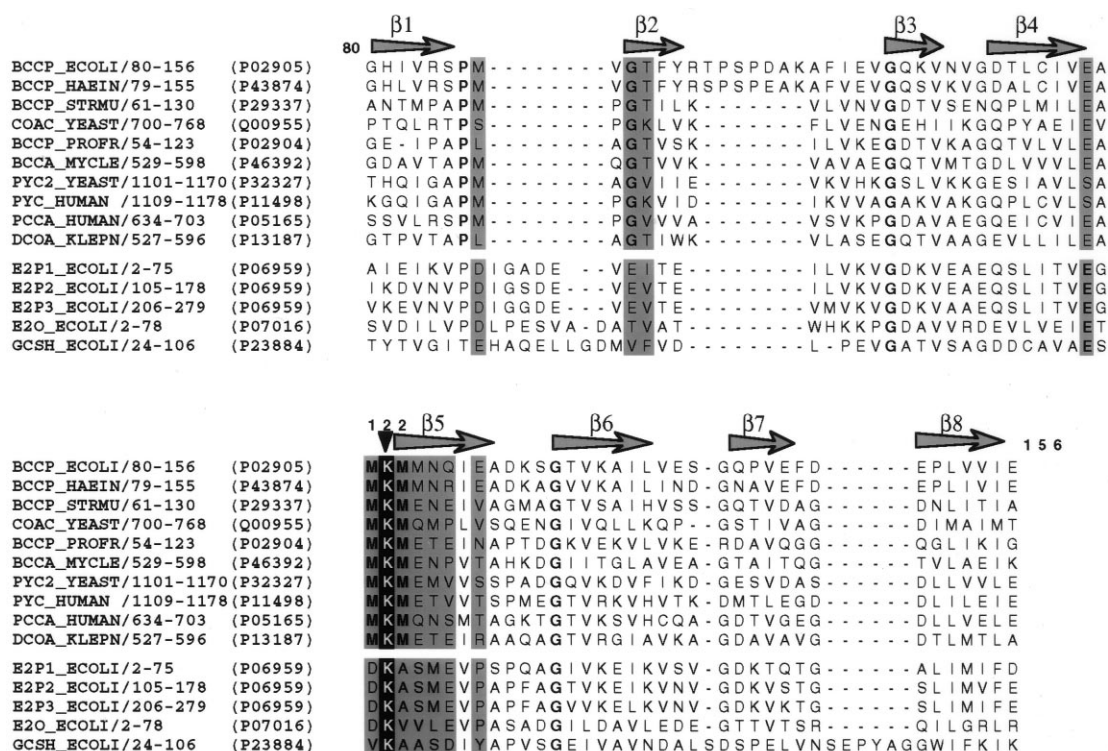 β1 β2 β3 β4
80
BCCP_ECOLI/80-156 (P02905) GHIVRSPM--------VGTFYRTPSPDAKAFIEVGQKVNVGDTLCIVEA
BCCP_HAEIN/79-155 (P43874) GHLVRSPM--------VGTFYRSPSPEAKAFVEVGQSVKVGDALCIVEA
BCCP_STRMU/61-130 (P29337) ANTMPAPM--------VGTILK-------VLVNVGDTVSENQPLMILEA
COAC_YEAST/700-768 (Q00955) PTQLRTPS--------PGKLVK-------FLVENGEHIIKGQPYAEIEV
BCCP_PROFR/54-123 (P02904) GE-IPAPL--------AGTVSK-------ILVKEGDTVKAGQTVLVLEA
BCCA_MYCLE/529-598 (P46392) GDAVTAPM--------QGTVVK-------VAVAEGQTVMTGDLVVVLEA
PYC2_YEAST/1101-1170 (P32327) THQIGAPM--------AGVIIE-------VKVHKGSLVKKGESIAVLSA
PYC_HUMAN /1109-1178 (P11498) KGQIGAPM--------PGKVID-------IKVVAGAKVAKGQPLCVLSA
PCCA_HUMAN/634-703 (P05165) SSVLRSPM--------PGVVVA-------VSVKPGDAVAEGQEICVIEA
DCOA_KLEPN/527-596 (P13187) GTPVTAPL--------AGTIWK-------VLASEGQTVAAGEVLLILEA
E2P1_ECOLI/2-75 (P06959) AIEIKVPDIGADE--VEITE-------ILVKVGDKVEAEQSLITVEG
E2P2_ECOLI/105-178 (P06959) IKDVNVPDIGSDE--VEVTE-------ILVKVGDKVEAEQSLITVEG
E2P3_ECOLI/206-279 (P06959) VKEVNVPDIGGDE--VEVTE-------VMVKVGDKVAAEQSLITVEG
E2O_ECOLI/2-78 (P07016) SVDILVPDLPESVA-DATVAT-------WHKKPGDAVVRDEVLVEIET
GCSH_ECOLI/24-106 (P23884) TYTVGITEHAQELLGDMVFVD--------L-PEVGATVSAGDDCAVAES
122 β5 β6 β7 β8 156
BCCP_ECOLI/80-156 (P02905) MKMMNQIEADKSGTVKAILVES-GQPVEFD------EPLVVIE
BCCP_HAEIN/79-155 (P43874) MKMMNRIEADKAGVVKAILIND-GNAVEFD------EPLIVIE
BCCP_STRMU/61-130 (P29337) MKMENEIVAGMAGTVSAIHVSS-GQTVDAG------DNLITIA
COAC_YEAST/700-768 (Q00955) MKMQMPLVSQENGIVQLLKQP-GSTIVAG------DIMAIMT
BCCP_PROFR/54-123 (P02904) MKMETEINAPTDGKVEKVLVKE-RDAVQGG------QGLIKIG
BCCA_MYCLE/529-598 (P46392) MKMENPVTAHKDGIITGLAVEA-GTAITQG------TVLAEIK
PYC2_YEAST/1101-1170 (P32327) MKMEMVVSSPADGQVKDVFIKD-GESVDAS------DLLVVLE
PYC_HUMAN /1109-1178 (P11498) MKMETVVTSPMEGTVRKVHVTK-DMTLEGD------DLILEIE
PCCA_HUMAN/634-703 (P05165) MKMQNSMTAGKTGTVKSVHCQA-GDTVGEG------DLLVELE
DCOA_KLEPN/527-596 (P13187) MKMETEIRAAQAGTVRGIAVKA-GDAVAVG------DTLMTLA
E2P1_ECOLI/2-75 (P06959) DKASMEVPSPQAGIVKEIKVSV-GDKTQTG------ALIMIFD
E2P2_ECOLI/105-178 (P06959) DKASMEVPAPFAGTVKEIKVNV-GDKVSTG------SLIMVFE
E2P3_ECOLI/206-279 (P06959) DKASMEVPAPFAGVVKELKVNV-GDKVKTG------SLIMIFE
E2O_ECOLI/2-78 (P07016) DKVVLEVPASADGILDAVLEDE-GTTVTSR------QILGRLR
GCSH_ECOLI/24-106 (P23884) VKAASDIYAPVSGEIVAVNDALSDSPELVNSEPYAGGWIFKIK